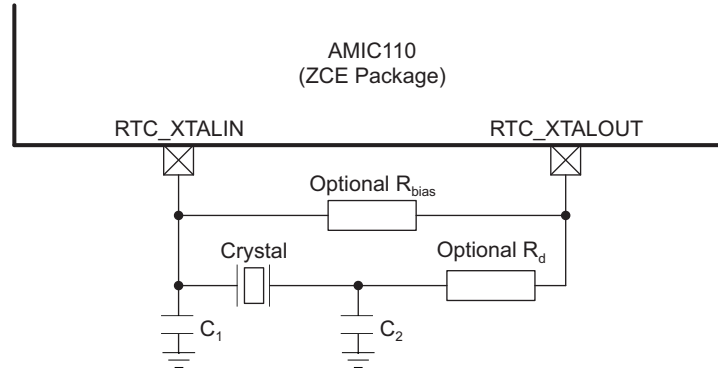 AMIC110
(ZCE Package)
RTC_XTALIN
RTC_XTALOUT
Optional Rbias
Crystal
Optional Rd
C1
C2